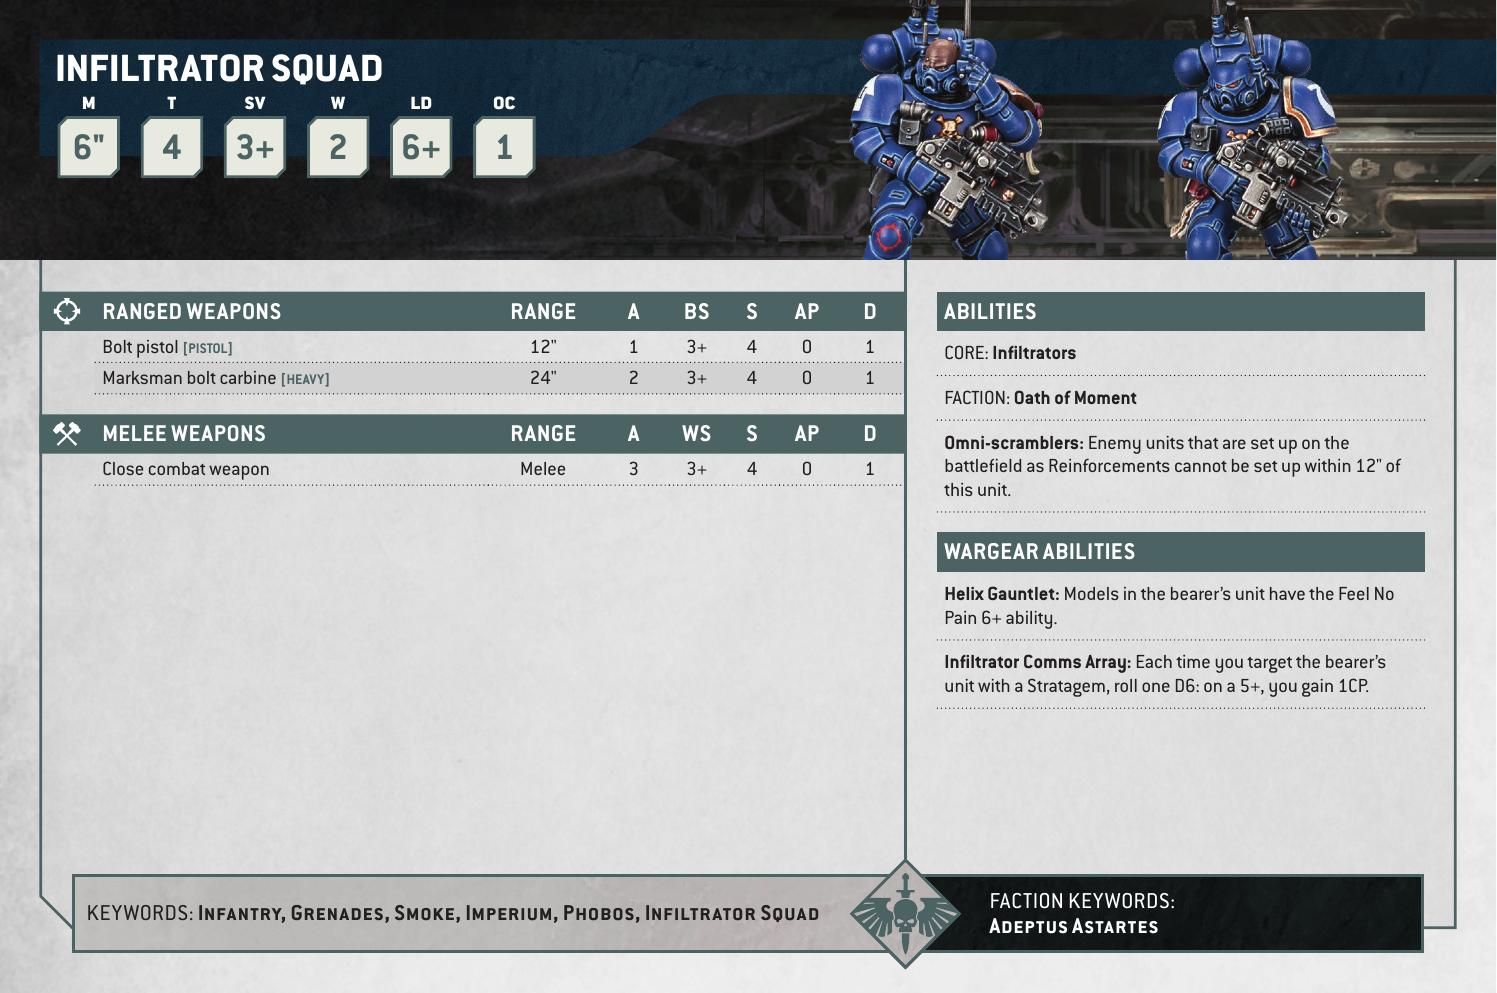 INFILTRATOR SQUAD
M T SV W LD OC
6" 4 3+ 2 6+ 1
RANGED WEAPONS RANGE A BS S AP D
Bolt pistol [PISTOL] 12" 1 3+ 4 0 1
Marksman bolt carbine [HEAVY] 24" 2 3+ 4 0 1
MELEE WEAPONS RANGE A WS S AP D
Close combat weapon Melee 3 3+ 4 0 1
ABILITIES
CORE: Infiltrators
FACTION: Oath of Moment
Omni-scramblers: Enemy units that are set up on the
battlefield as Reinforcements cannot be set up within 12" of
this unit.
WARGEAR ABILITIES
Helix Gauntlet: Models in the bearer's unit have the Feel No
Pain 6+ ability.
Infiltrator Comms Array: Each time you target the bearer's
unit with a Stratagem, roll one D6: on a 5+, you gain 1CP.
KEYWORDS: INFANTRY, GRENADES, SMOKE, IMPERIUM, PHOBOS, INFILTRATOR SQUAD
FACTION KEYWORDS:
ADEPTUS ASTARTES